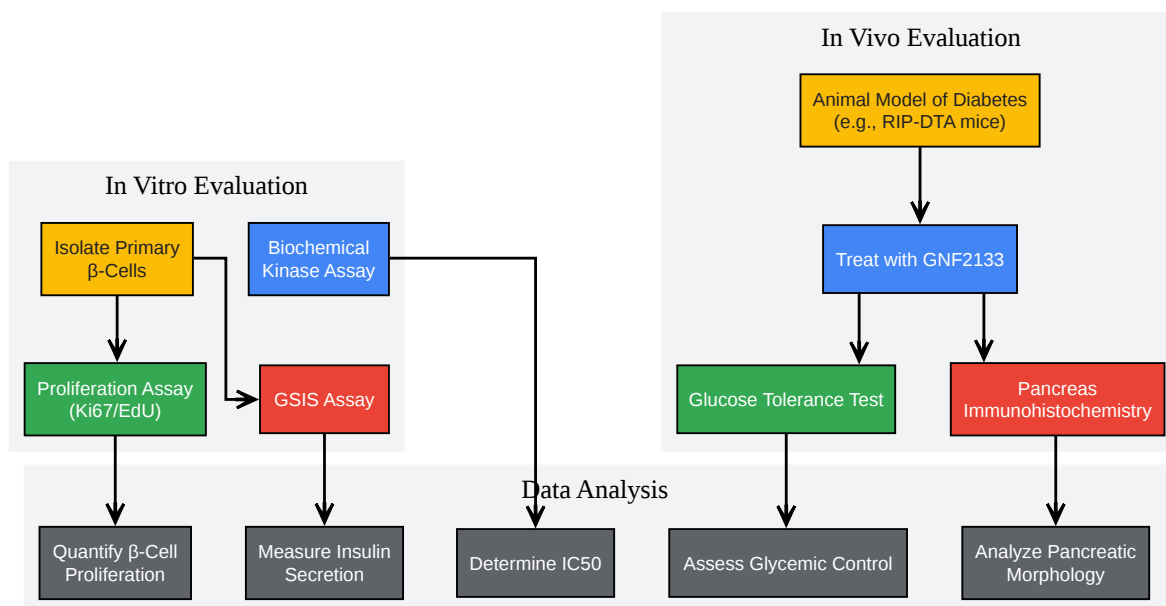 In Vivo Evaluation
Animal Model of Diabetes
(e.g., RIP-DTA mice)
Treat with GNF2133
Glucose Tolerance Test
Pancreas
Immunohistochemistry
In Vitro Evaluation
Isolate Primary
β-Cells
Biochemical
Kinase Assay
Proliferation Assay
(Ki67/EdU)
GSIS Assay
Data Analysis
Quantify β-Cell
Proliferation
Measure Insulin
Secretion
Determine IC50
Assess Glycemic Control
Analyze Pancreatic
Morphology